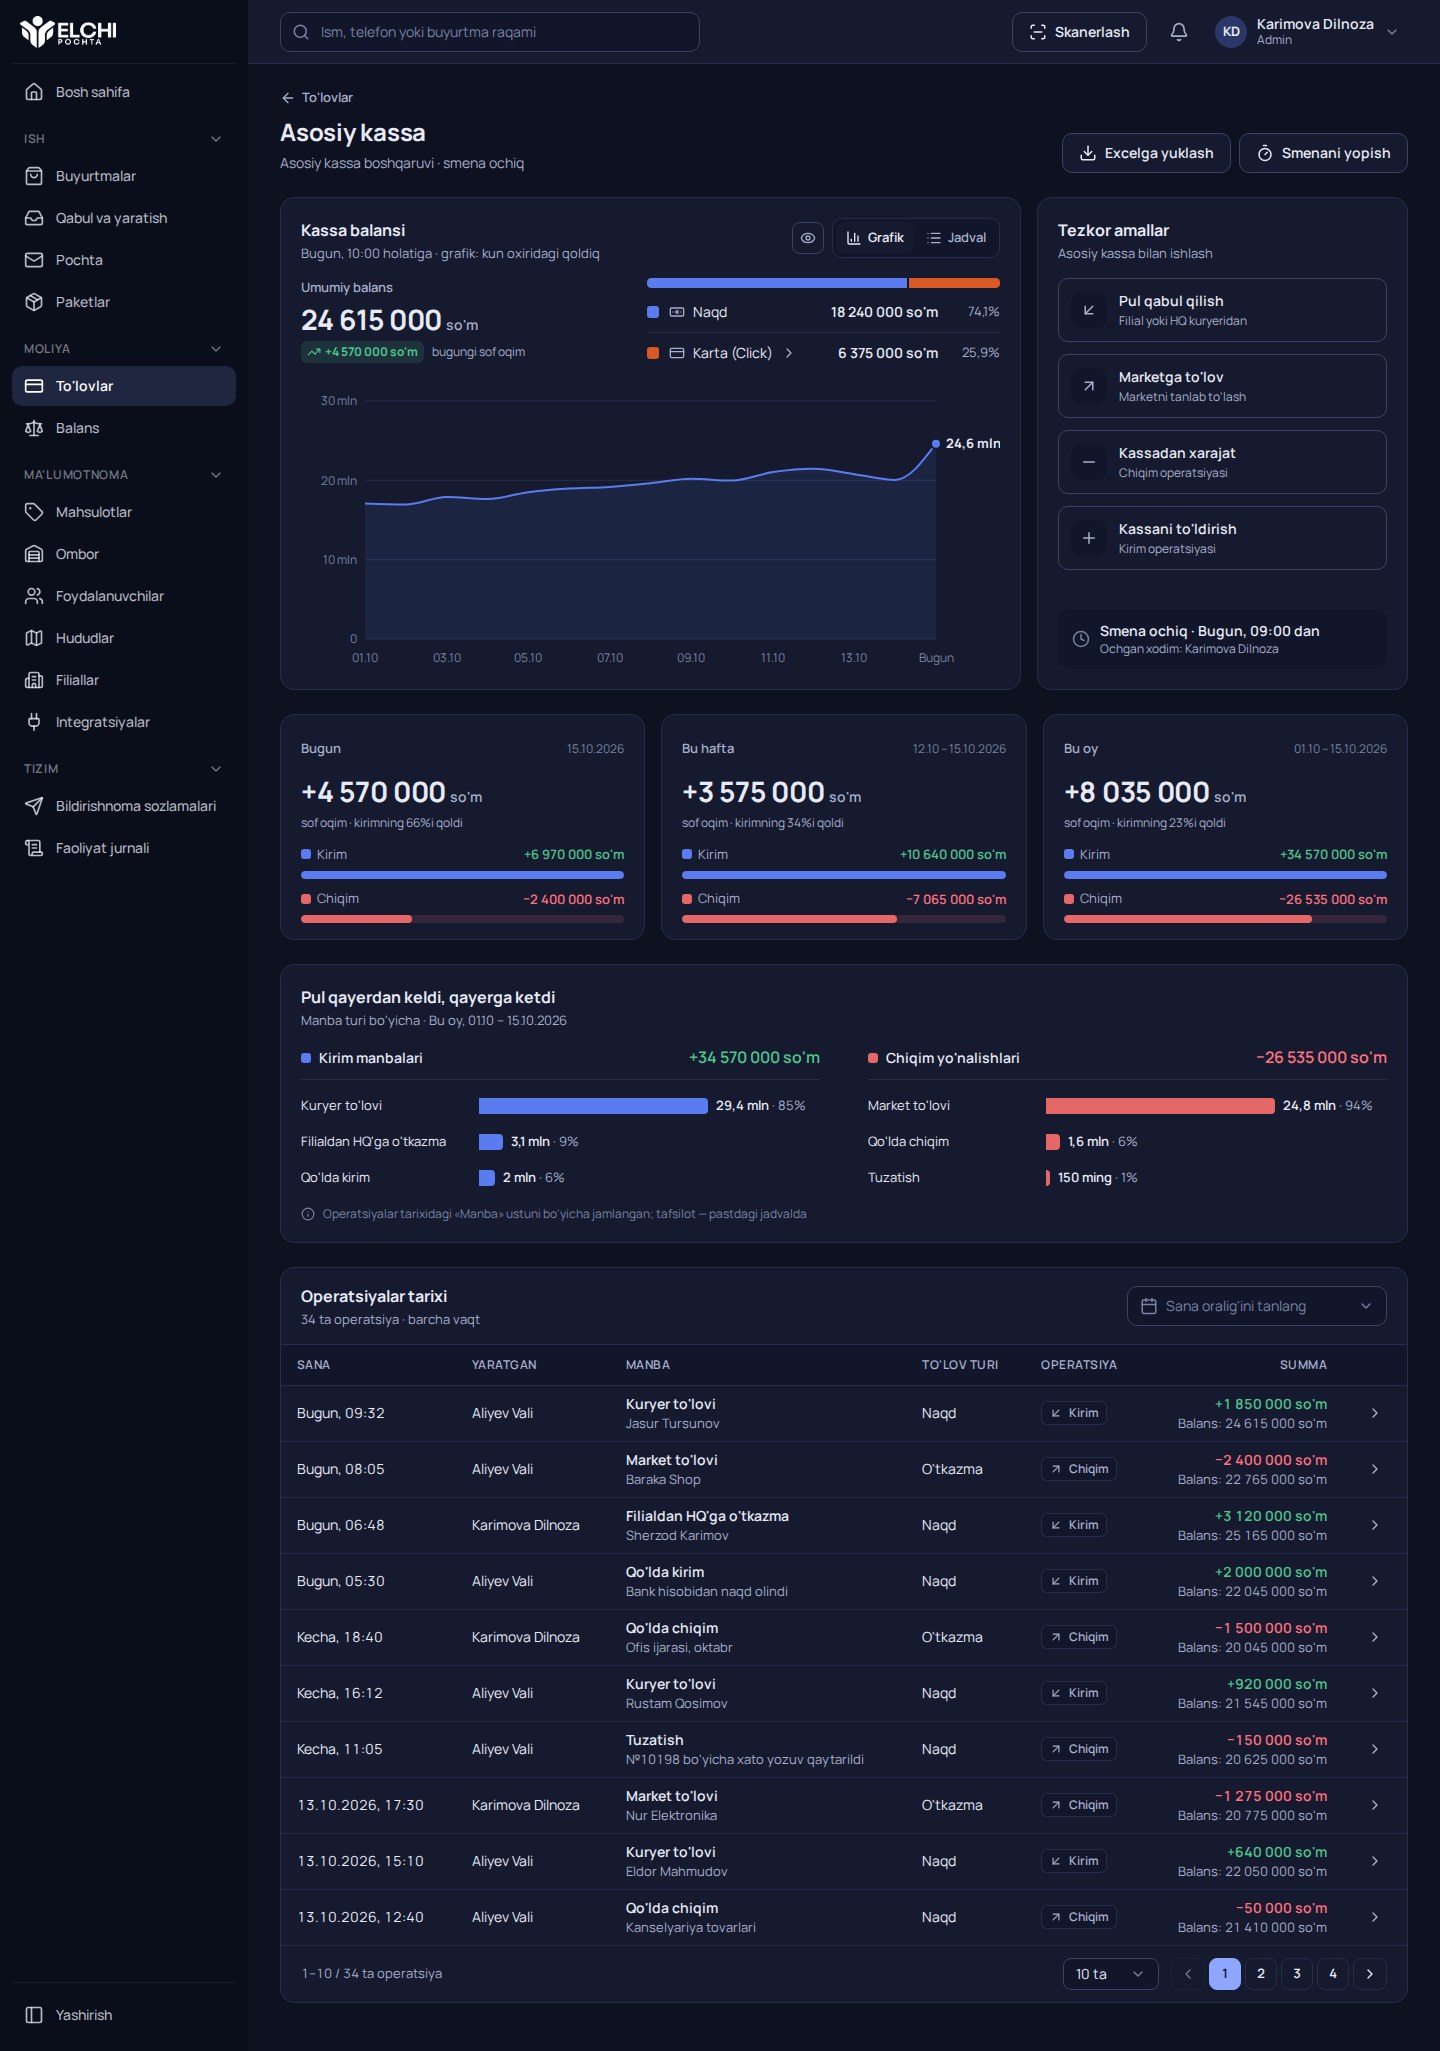 ELCHI
POCHTA
Ism, telefon yoki buyurtma raqami
Skanerlash
KD
Karimova Dilnoza
Admin
Bosh sahifa
ISH
Buyurtmalar
Qabul va yaratish
Pochta
Paketlar
MOLIYA
To'lovlar
Balans
MA'LUMOTNOMA
Mahsulotlar
Ombor
Foydalanuvchilar
Hududlar
Filiallar
Integratsiyalar
TIZIM
Bildirishnoma sozlamalari
Faoliyat jurnali
Yashirish
To'lovlar
Asosiy kassa
Asosiy kassa boshqaruvi · smena ochiq
Excelga yuklash
Smenani yopish
Kassa balansi
Bugun, 10:00 holatiga · grafik: kun oxiridagi qoldiq
Grafik
Jadval
Umumiy balans
24 615 000 so'm
+4 570 000 so'm bugungi sof oqim
Naqd 18 240 000 so'm 74,1%
Karta (Click) 6 375 000 so'm 25,9%
30 mln
20 mln
10 mln
0
24,6 mln
01.10 03.10 05.10 07.10 09.10 11.10 13.10 Bugun
Tezkor amallar
Asosiy kassa bilan ishlash
Pul qabul qilish
Filial yoki HQ kuryeridan
Marketga to'lov
Marketni tanlab to'lash
Kassadan xarajat
Chiqim operatsiyasi
Kassani to'ldirish
Kirim operatsiyasi
Smena ochiq · Bugun, 09:00 dan
Ochgan xodim: Karimova Dilnoza
Bugun 15.10.2026
+4 570 000 so'm
sof oqim · kirimning 66%i qoldi
Kirim +6 970 000 so'm
Chiqim −2 400 000 so'm
Bu hafta 12.10 – 15.10.2026
+3 575 000 so'm
sof oqim · kirimning 34%i qoldi
Kirim +10 640 000 so'm
Chiqim −7 065 000 so'm
Bu oy 01.10 – 15.10.2026
+8 035 000 so'm
sof oqim · kirimning 23%i qoldi
Kirim +34 570 000 so'm
Chiqim −26 535 000 so'm
Pul qayerdan keldi, qayerga ketdi
Manba turi bo'yicha · Bu oy, 01.10 – 15.10.2026
Kirim manbalari +34 570 000 so'm
Kuryer to'lovi 29,4 mln · 85%
Filialdan HQ'ga o'tkazma 3,1 mln · 9%
Qo'lda kirim 2 mln · 6%
Chiqim yo'nalishlari −26 535 000 so'm
Market to'lovi 24,8 mln · 94%
Qo'lda chiqim 1,6 mln · 6%
Tuzatish 150 ming · 1%
Operatsiyalar tarixidagi «Manba» ustuni bo'yicha jamlangan; tafsilot — pastdagi jadvalda
Operatsiyalar tarixi
34 ta operatsiya · barcha vaqt
Sana oralig'ini tanlang
SANA YARATGAN MANBA TO'LOV TURI OPERATSIYA SUMMA
Bugun, 09:32 Aliyev Vali Kuryer to'lovi Naqd Kirim +1 850 000 so'm
Jasur Tursunov Balans: 24 615 000 so'm
Bugun, 08:05 Aliyev Vali Market to'lovi O'tkazma Chiqim −2 400 000 so'm
Baraka Shop Balans: 22 765 000 so'm
Bugun, 06:48 Karimova Dilnoza Filialdan HQ'ga o'tkazma Naqd Kirim +3 120 000 so'm
Sherzod Karimov Balans: 25 165 000 so'm
Bugun, 05:30 Aliyev Vali Qo'lda kirim Naqd Kirim +2 000 000 so'm
Bank hisobidan naqd olindi Balans: 22 045 000 so'm
Kecha, 18:40 Karimova Dilnoza Qo'lda chiqim O'tkazma Chiqim −1 500 000 so'm
Ofis ijarasi, oktabr Balans: 20 045 000 so'm
Kecha, 16:12 Aliyev Vali Kuryer to'lovi Naqd Kirim +920 000 so'm
Rustam Qosimov Balans: 21 545 000 so'm
Kecha, 11:05 Aliyev Vali Tuzatish Naqd Chiqim −150 000 so'm
№10198 bo'yicha xato yozuv qaytarildi Balans: 20 625 000 so'm
13.10.2026, 17:30 Karimova Dilnoza Market to'lovi O'tkazma Chiqim −1 275 000 so'm
Nur Elektronika Balans: 20 775 000 so'm
13.10.2026, 15:10 Aliyev Vali Kuryer to'lovi Naqd Kirim +640 000 so'm
Eldor Mahmudov Balans: 22 050 000 so'm
13.10.2026, 12:40 Aliyev Vali Qo'lda chiqim Naqd Chiqim −50 000 so'm
Kanselyariya tovarlari Balans: 21 410 000 so'm
1–10 / 34 ta operatsiya
10 ta
1 2 3 4